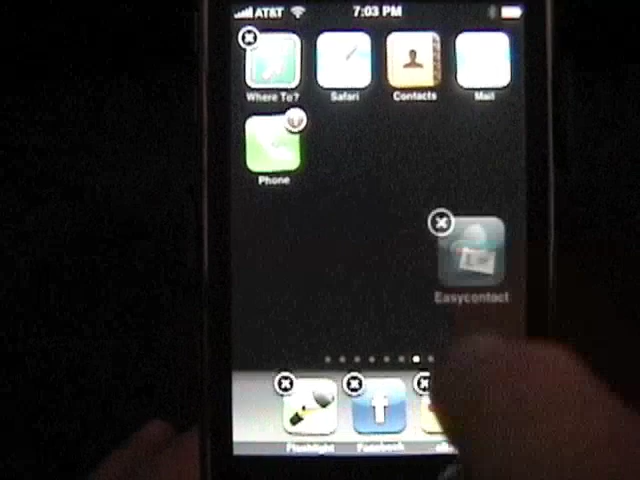 AT&T 7:03 PM
Where To? Safari Contacts Mail
Phone
Easycontact
Flashlight Facebook